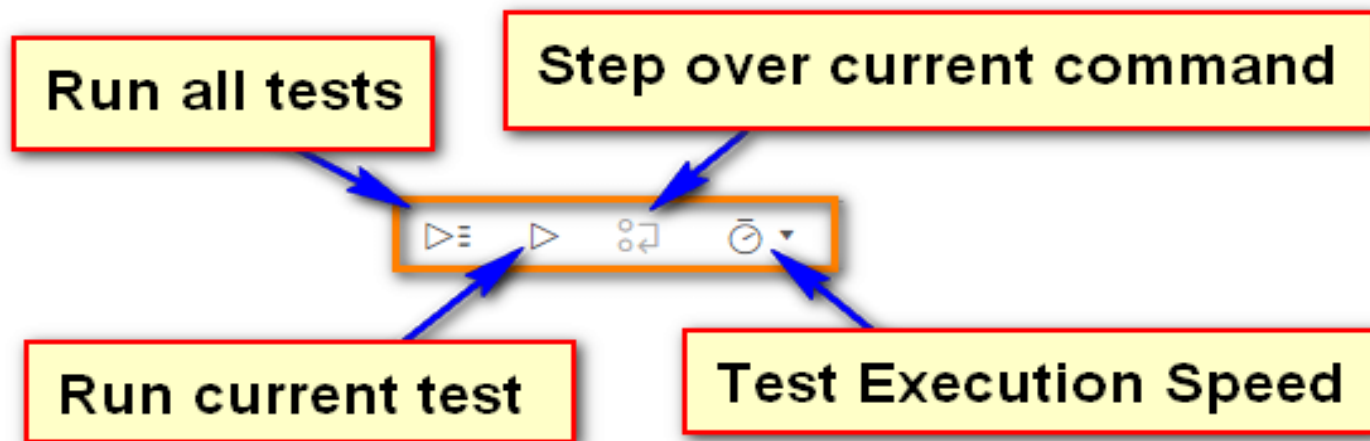 Run all tests
Step over current command
Run current test
Test Execution Speed